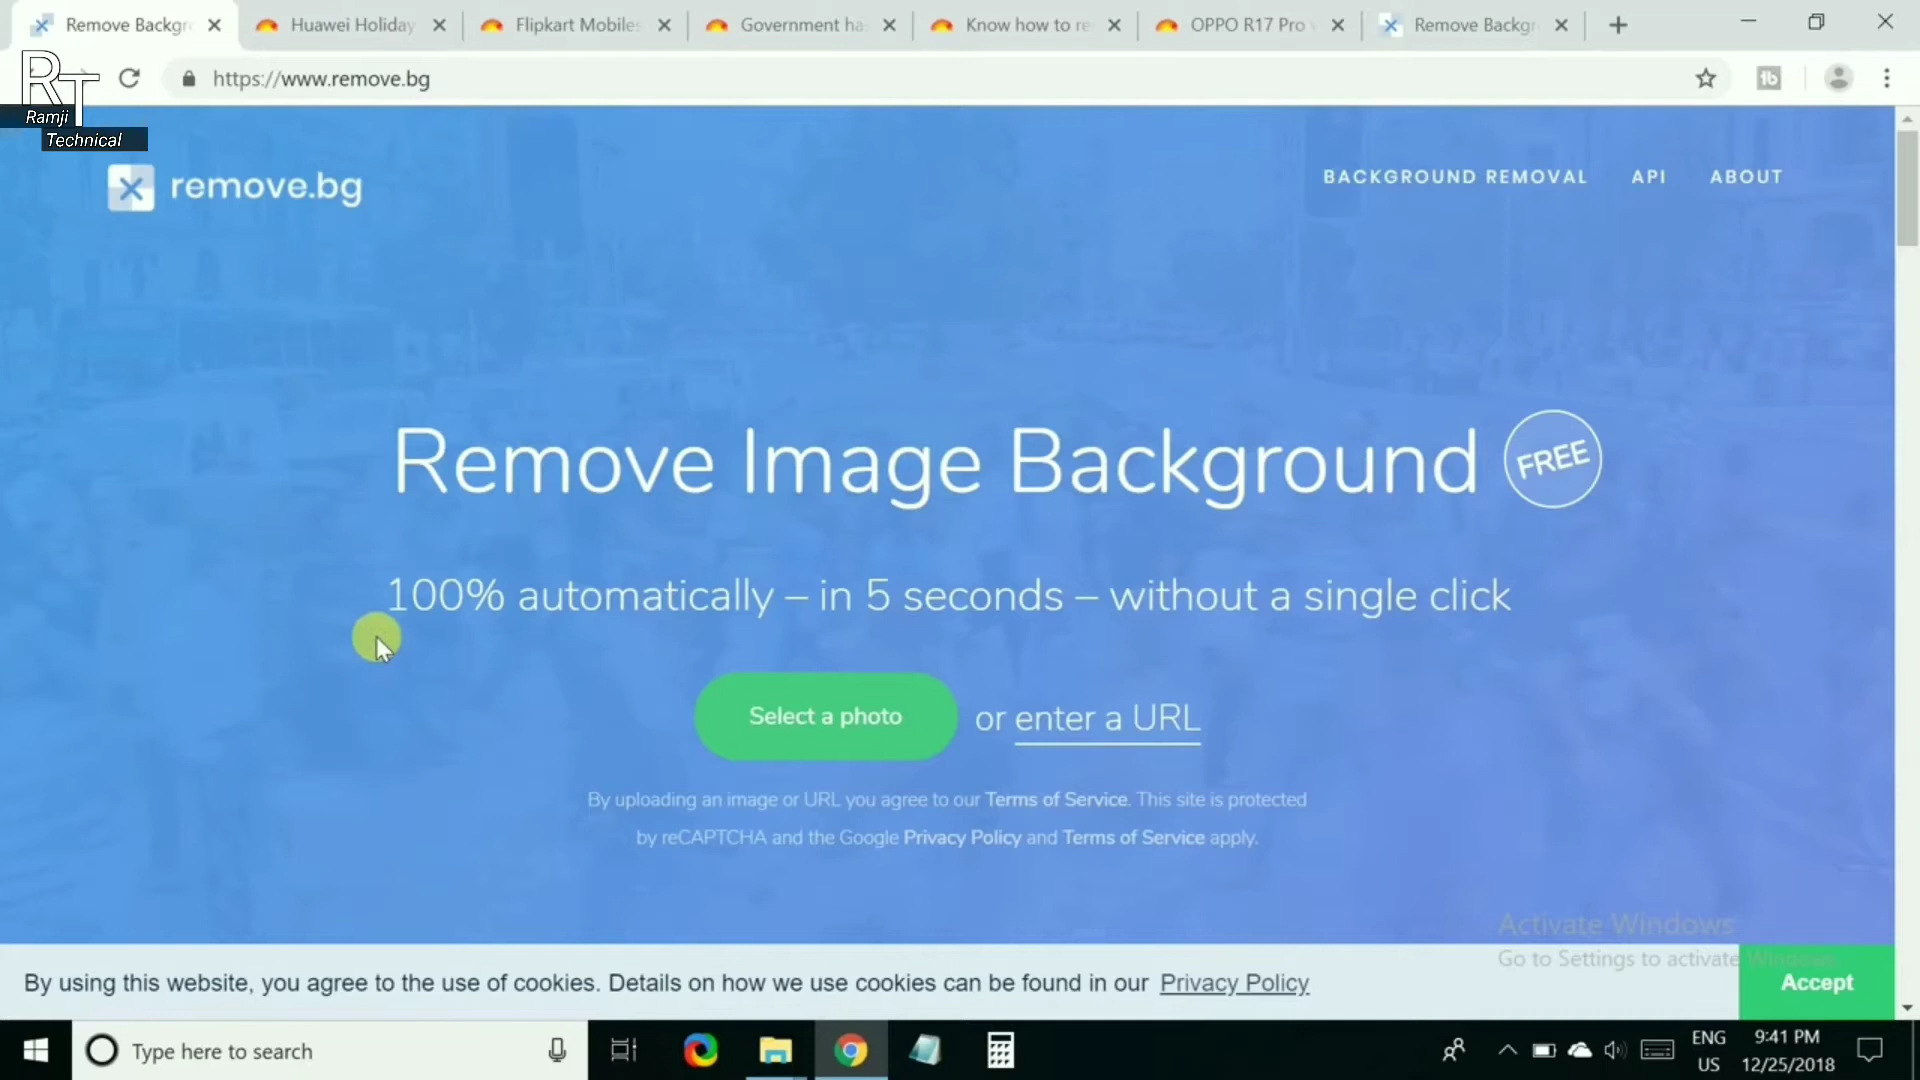 Remove Backgr
Huawei Holiday
Flipkart Mobiles
Government ha
Know how to re
OPPO R17 Pro
Remove Backgr
https://www.remove.bg
RT
Ramji
Technical
remove.bg
BACKGROUND REMOVAL
API
ABOUT
Remove Image Background
FREE
100% automatically – in 5 seconds – without a single click
Select a photo
or enter a URL
By uploading an image or URL you agree to our Terms of Service. This site is protected
by reCAPTCHA and the Google Privacy Policy and Terms of Service apply.
Activate Windows
Go to Settings to activate Windows.
By using this website, you agree to the use of cookies. Details on how we use cookies can be found in our Privacy Policy
Accept
Type here to search
ENG
US
9:41 PM
12/25/2018